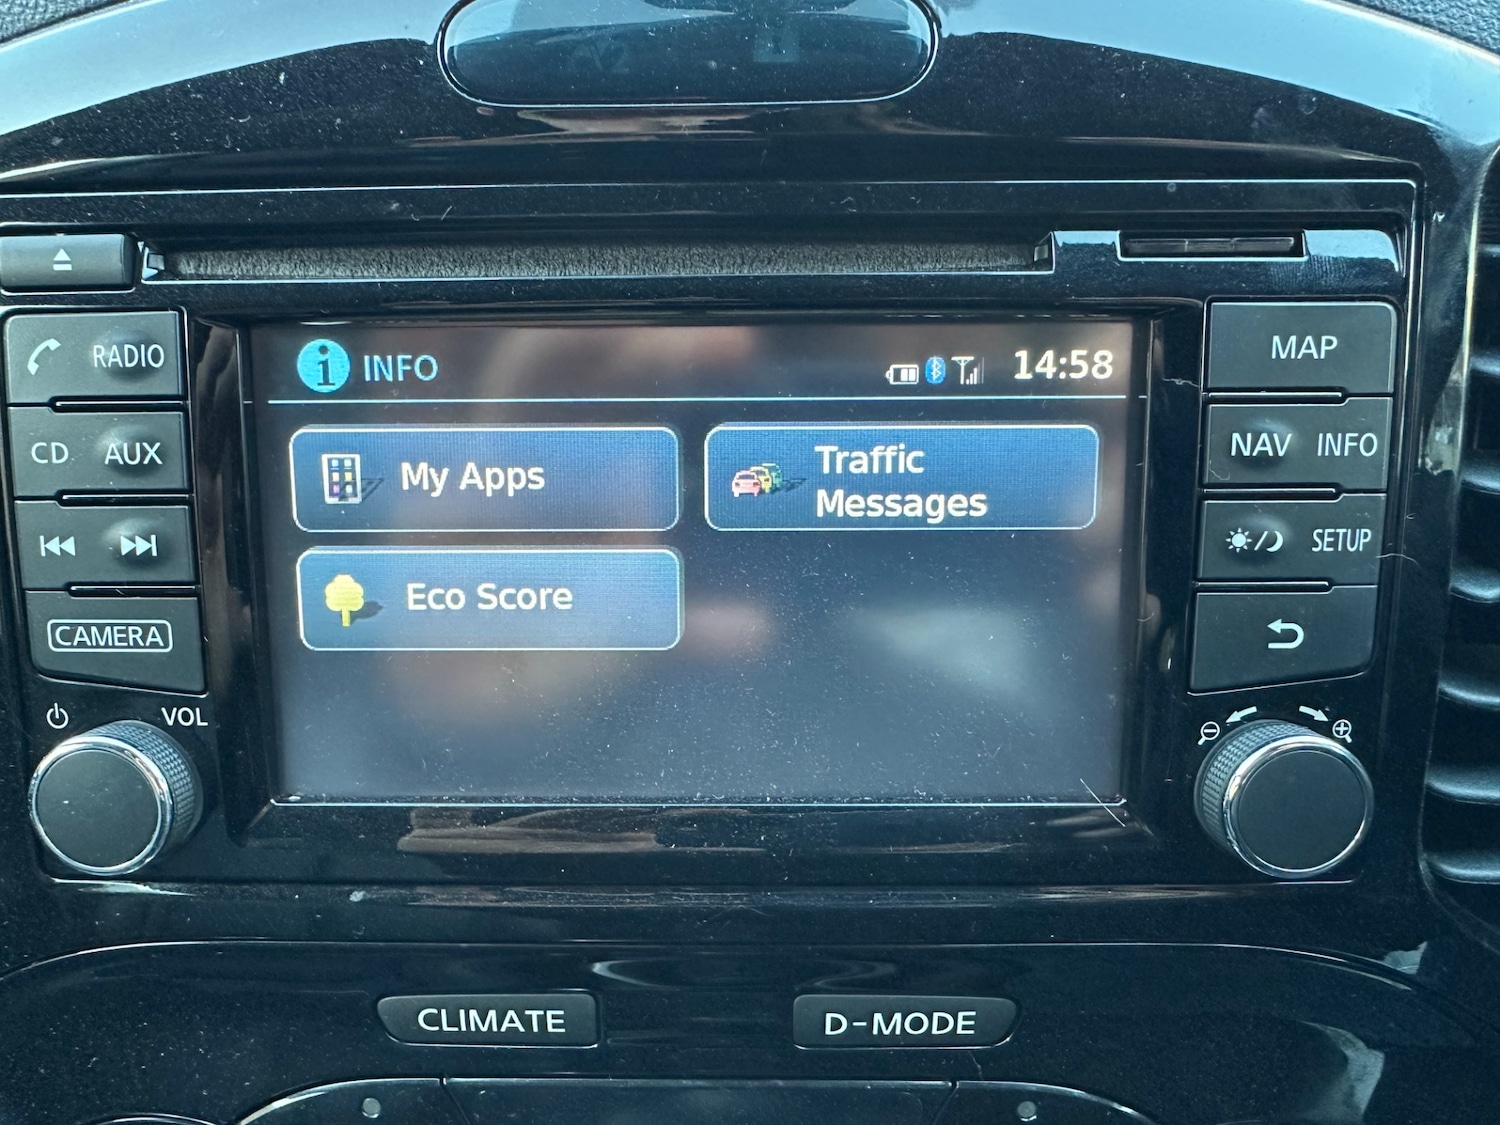 INFO
14:58
My Apps
Traffic
Messages
Eco Score
RADIO
CD AUX
CAMERA
VOL
MAP
NAV INFO
SETUP
CLIMATE
D-MODE